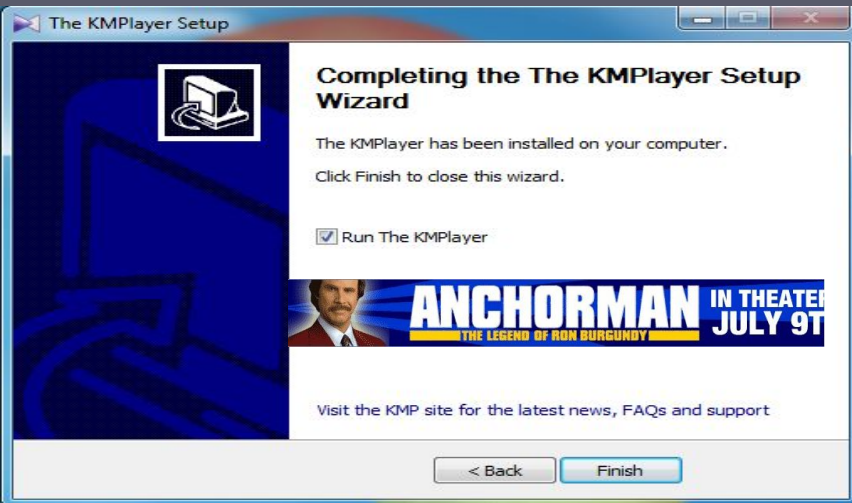 The KMPlayer Setup
Completing the The KMPlayer Setup
Wizard
The KMPlayer has been installed on your computer.
Click Finish to close this wizard.
Run The KMPlayer
ANCHORMAN
THE LEGEND OF RON BURGUNDY
IN THEATER
JULY 9T
Visit the KMP site for the latest news, FAQs and support
< Back
Finish